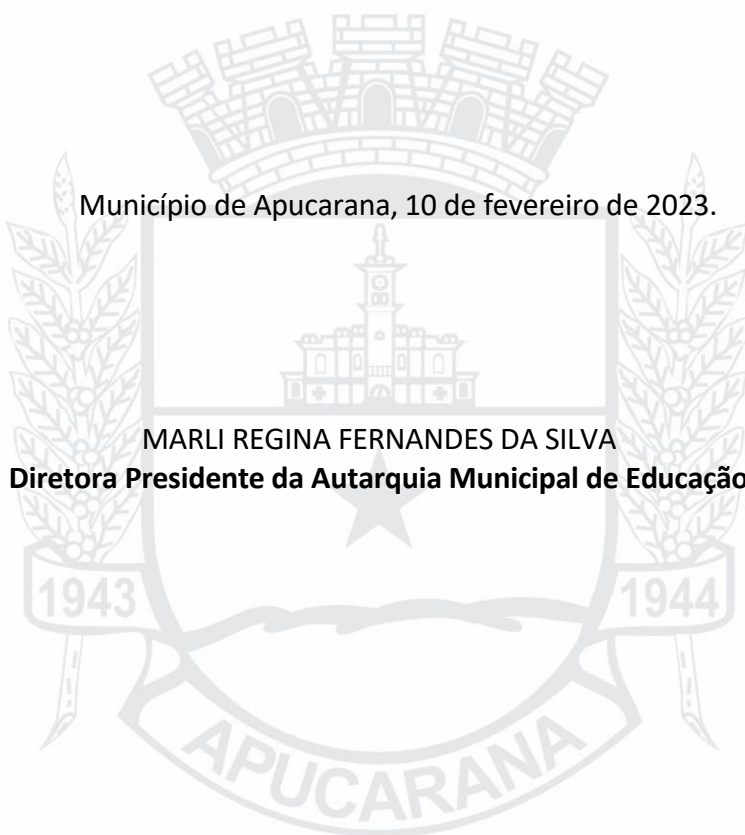 Município de Apucarana, 10 de fevereiro de 2023.
MARLI REGINA FERNANDES DA SILVA
Diretora Presidente da Autarquia Municipal de Educação
1943
1944
APUCARANA